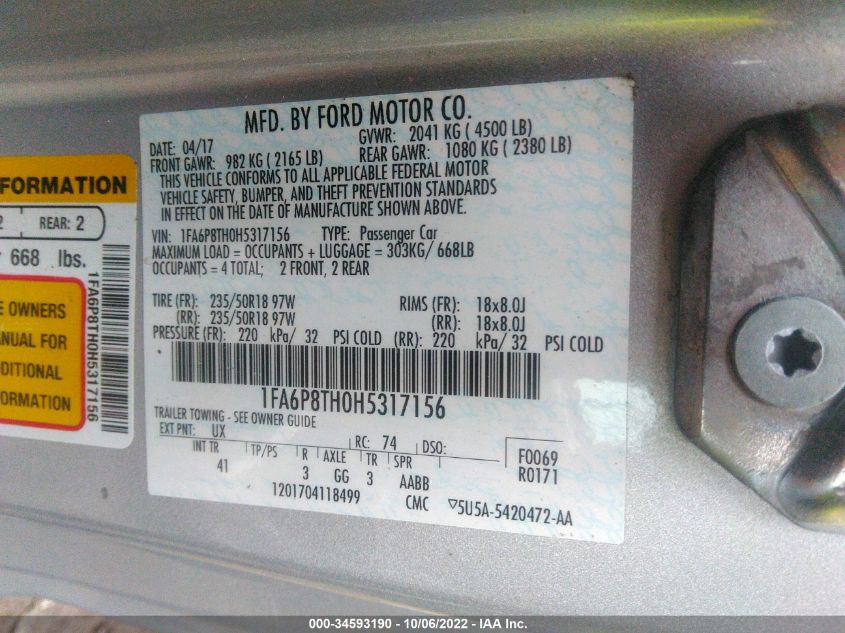 MFD. BY FORD MOTOR CO.
DATE: 04/17 GVWR: 2041 KG ( 4500 LB)
FRONT GAWR: 982 KG ( 2165 LB) REAR GAWR: 1080 KG ( 2380 LB)
THIS VEHICLE CONFORMS TO ALL APPLICABLE FEDERAL MOTOR
VEHICLE SAFETY, BUMPER, AND THEFT PREVENTION STANDARDS
IN EFFECT ON THE DATE OF MANUFACTURE SHOWN ABOVE.
VIN: 1FA6P8TH0H5317156 TYPE: Passenger Car
MAXIMUM LOAD = OCCUPANTS + LUGGAGE = 303KG/ 668LB
OCCUPANTS = 4 TOTAL; 2 FRONT, 2 REAR
TIRE (FR): 235/50R18 97W RIMS (FR): 18x8.0J
(RR): 235/50R18 97W (RR): 18x8.0J
PRESSURE (FR): 220 kPa/ 32 PSI COLD (RR): 220 kPa/ 32 PSI COLD
1FA6P8TH0H5317156
TRAILER TOWING - SEE OWNER GUIDE
EXT PNT: UX RC: 74 DSO: F0069
INT TR TP/PS R AXLE TR SPR R0171
41 3 GG 3 AABB
1201704118499 CMC ▽5U5A-5420472-AA
FORMATION
2 REAR: 2
668 lbs.
OWNERS
MANUAL FOR
DITIONAL
FORMATION
1FA6P8TH0H5317156
000-34593190 - 10/06/2022 - IAA Inc.